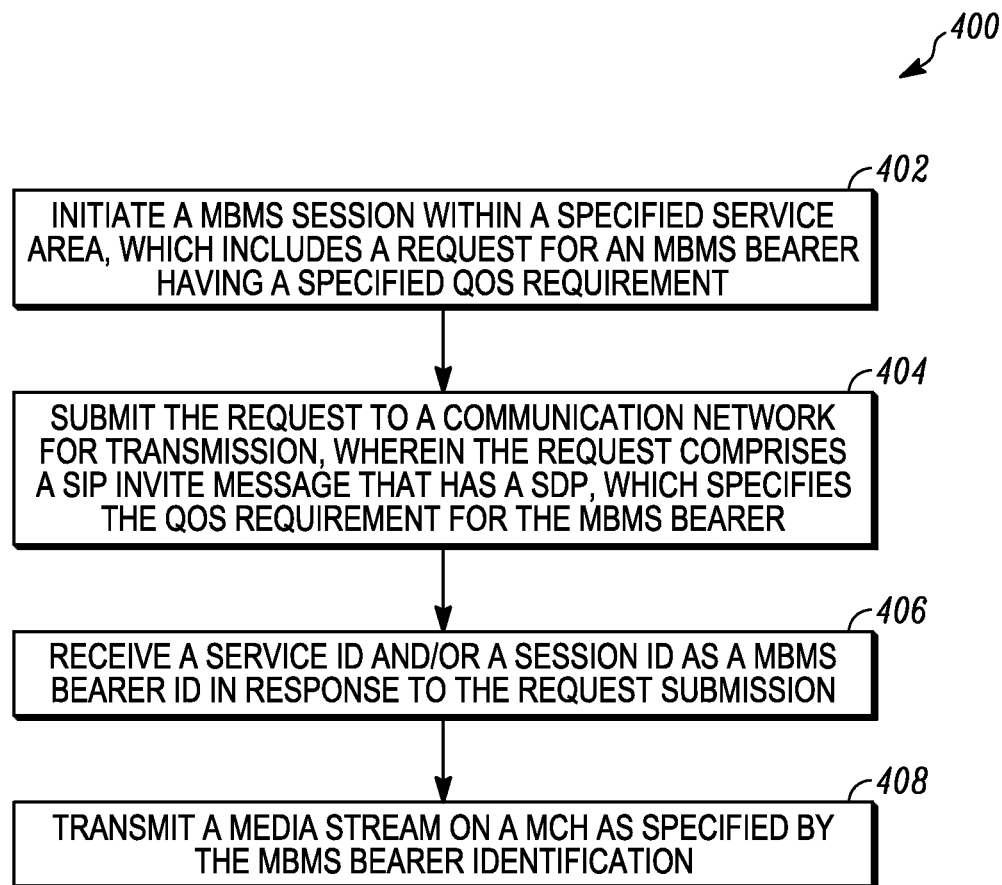 400
402
INITIATE A MBMS SESSION WITHIN A SPECIFIED SERVICE
AREA, WHICH INCLUDES A REQUEST FOR AN MBMS BEARER
HAVING A SPECIFIED QOS REQUIREMENT
404
SUBMIT THE REQUEST TO A COMMUNICATION NETWORK
FOR TRANSMISSION, WHEREIN THE REQUEST COMPRISES
A SIP INVITE MESSAGE THAT HAS A SDP, WHICH SPECIFIES
THE QOS REQUIREMENT FOR THE MBMS BEARER
406
RECEIVE A SERVICE ID AND/OR A SESSION ID AS A MBMS
BEARER ID IN RESPONSE TO THE REQUEST SUBMISSION
408
TRANSMIT A MEDIA STREAM ON A MCH AS SPECIFIED BY
THE MBMS BEARER IDENTIFICATION